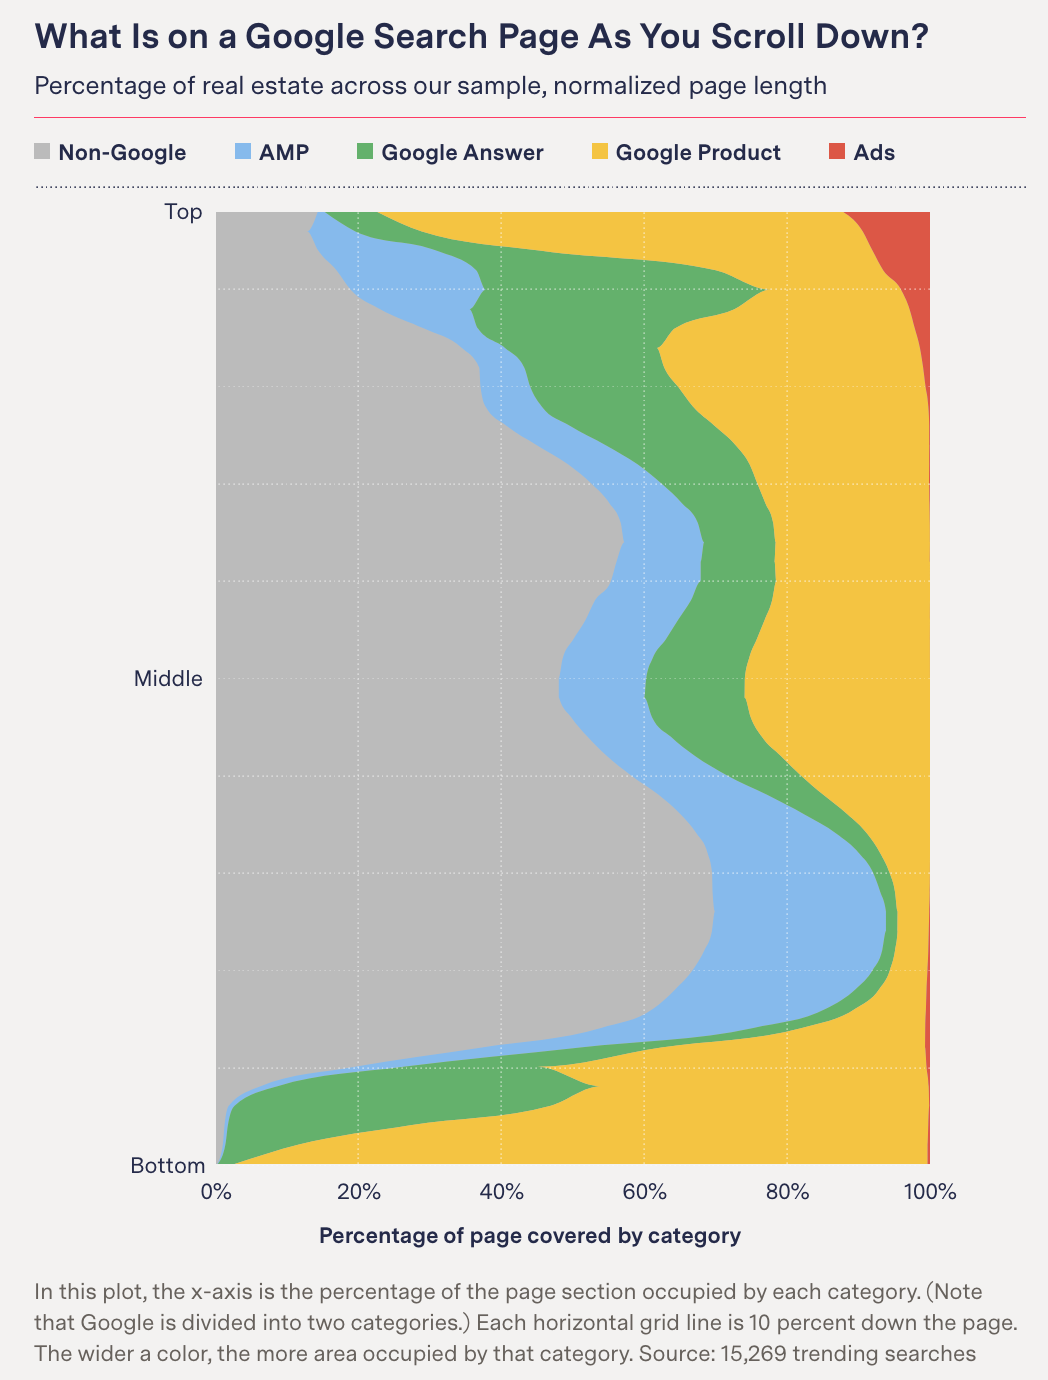 What Is on a Google Search Page As You Scroll Down?
Percentage of real estate across our sample, normalized page length
Non-Google AMP Google Answer Google Product Ads
Top
Middle
Bottom
0% 20% 40% 60% 80% 100%
Percentage of page covered by category
In this plot, the x-axis is the percentage of the page section occupied by each category. (Note
that Google is divided into two categories.) Each horizontal grid line is 10 percent down the page.
The wider a color, the more area occupied by that category. Source: 15,269 trending searches